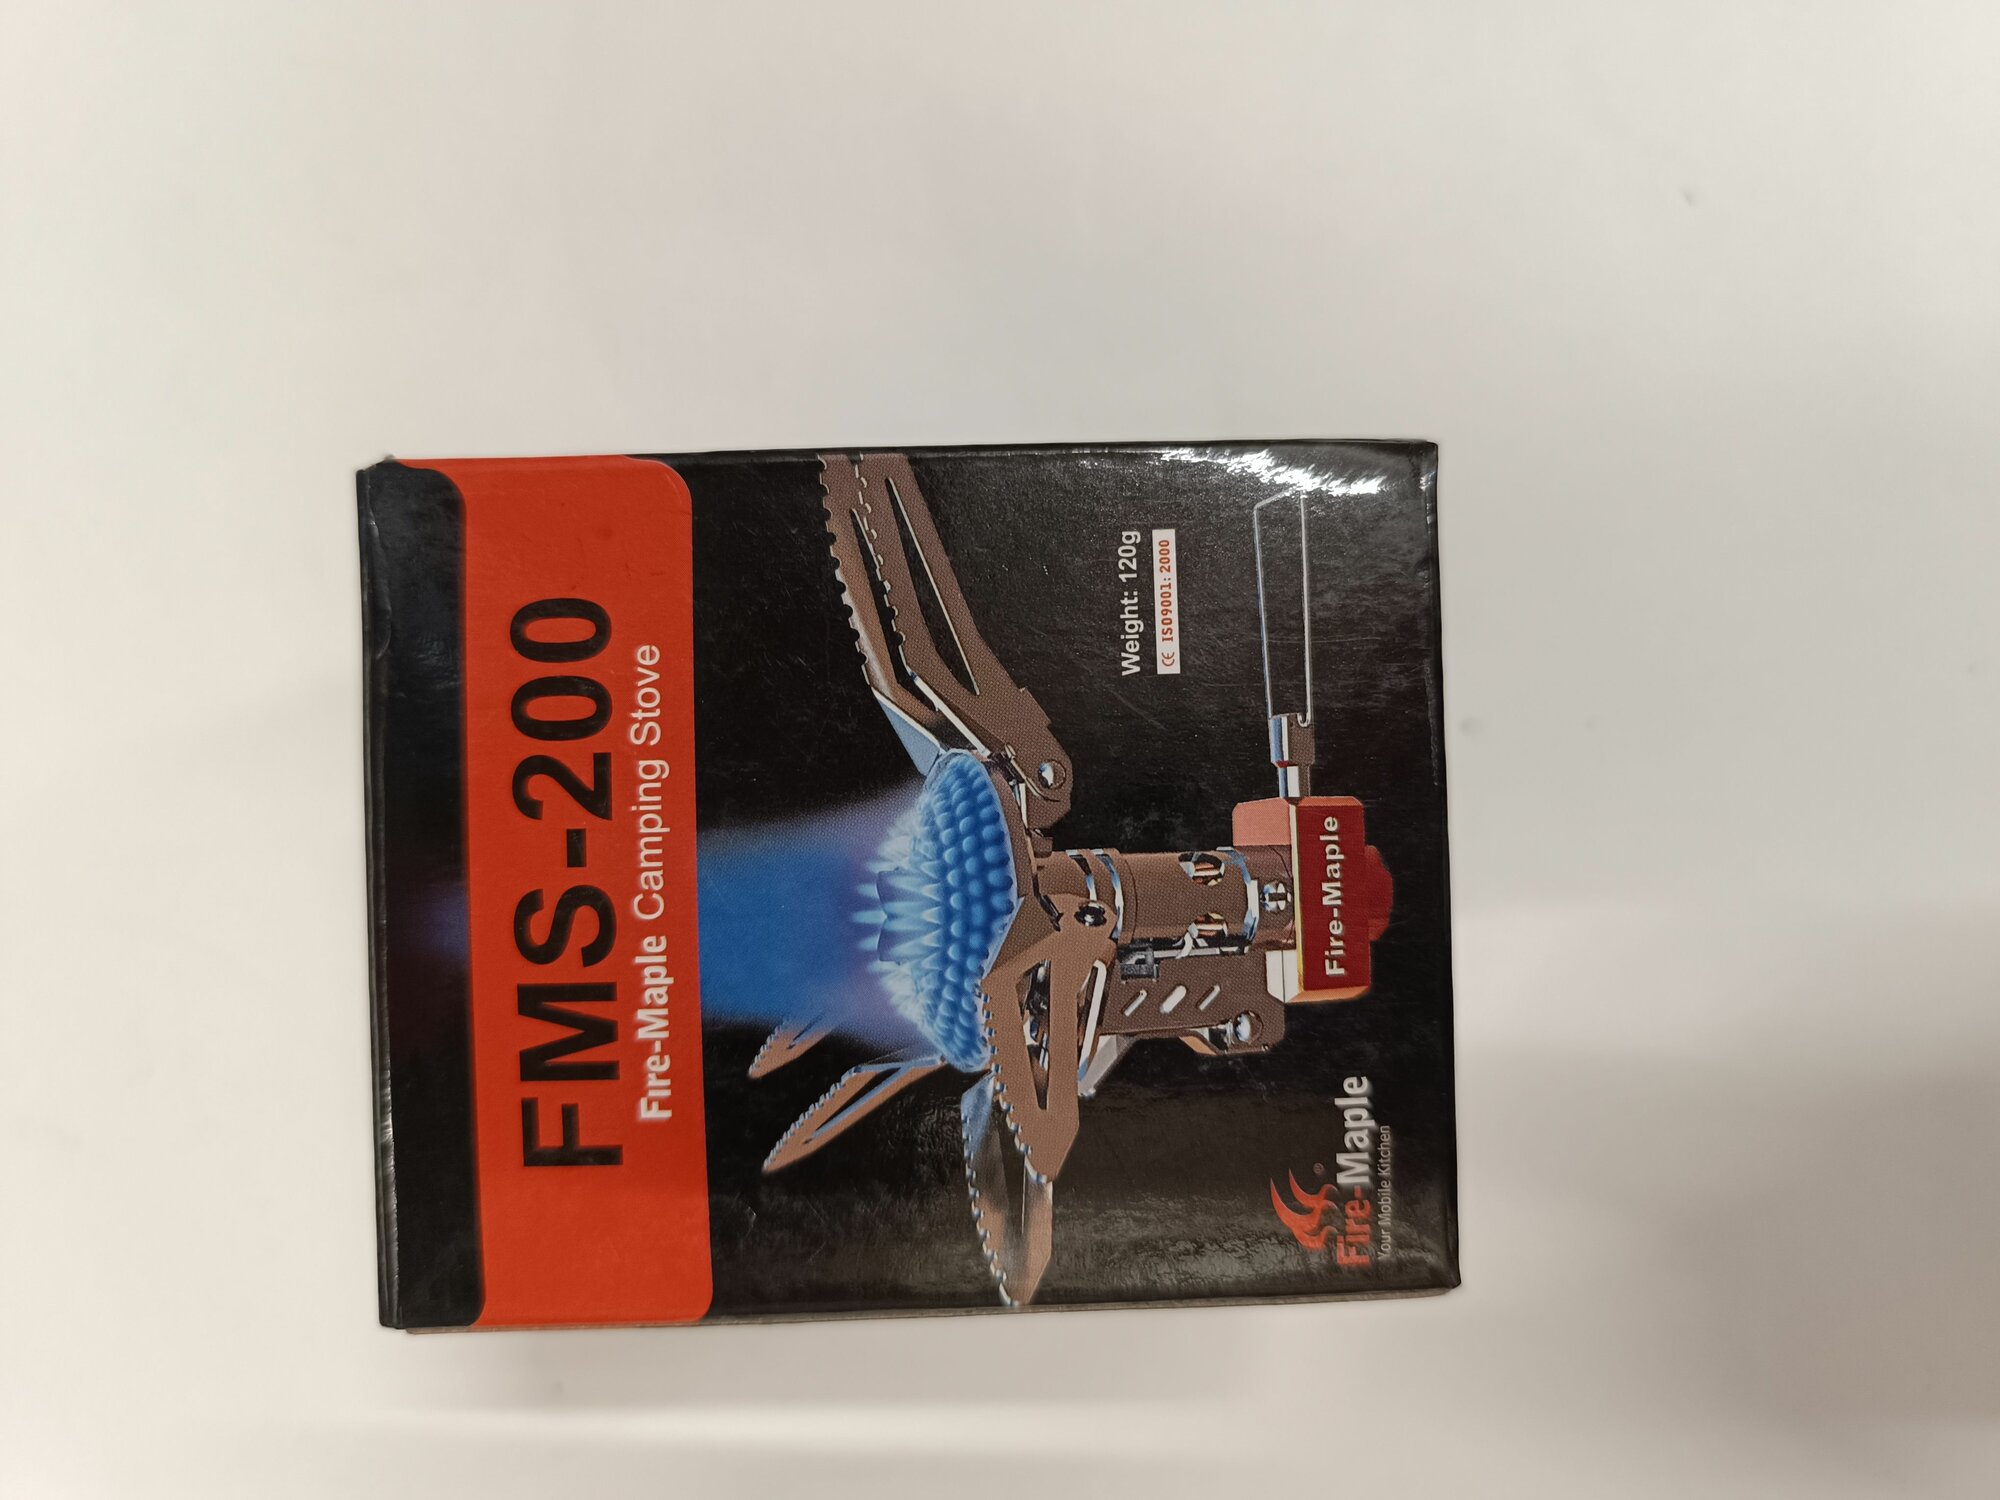 FMS-200
Fire-Maple Camping Stove
Weight: 120g
CE ISO9001:2000
Fire-Maple
Fire-Maple®
Your Mobile Kitchen